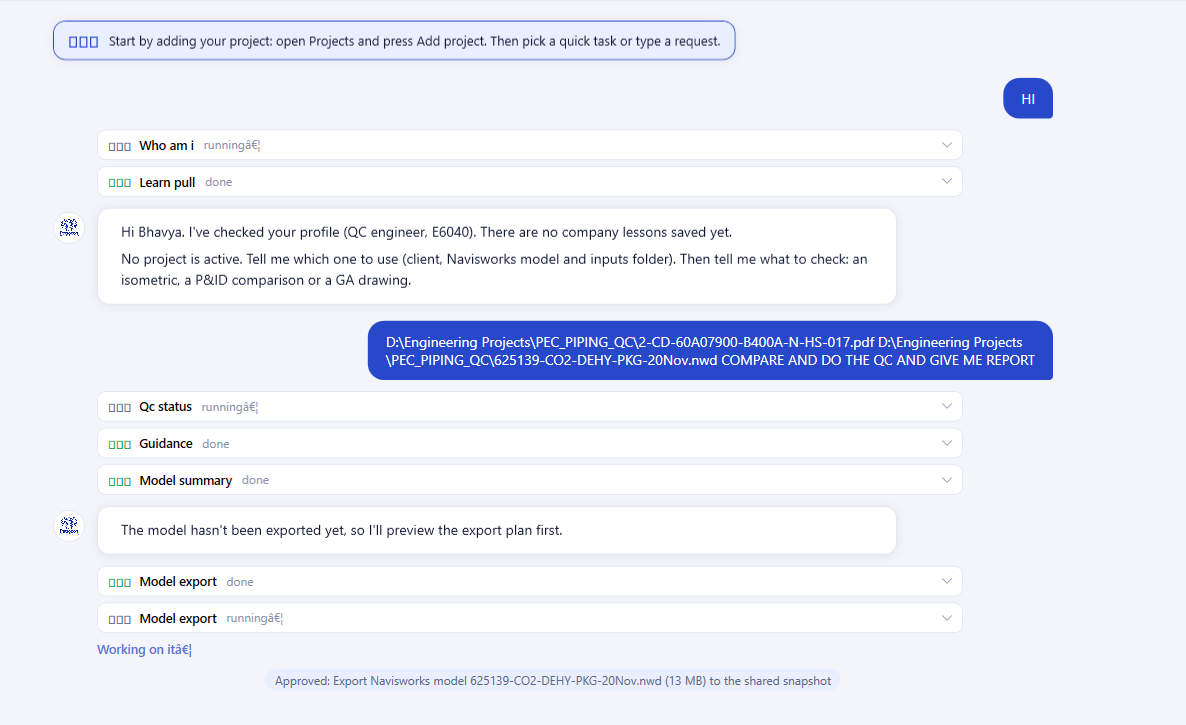 ▯▯▯ Start by adding your project: open Projects and press Add project. Then pick a quick task or type a request.
HI
▯▯▯ Who am i runningâ€¦
▯▯▯ Learn pull done
Hi Bhavya. I've checked your profile (QC engineer, E6040). There are no company lessons saved yet.
No project is active. Tell me which one to use (client, Navisworks model and inputs folder). Then tell me what to check: an
isometric, a P&ID comparison or a GA drawing.
D:\Engineering Projects\PEC_PIPING_QC\2-CD-60A07900-B400A-N-HS-017.pdf D:\Engineering Projects
\PEC_PIPING_QC\625139-CO2-DEHY-PKG-20Nov.nwd COMPARE AND DO THE QC AND GIVE ME REPORT
▯▯▯ Qc status runningâ€¦
▯▯▯ Guidance done
▯▯▯ Model summary done
The model hasn't been exported yet, so I'll preview the export plan first.
▯▯▯ Model export done
▯▯▯ Model export runningâ€¦
Working on itâ€¦
Approved: Export Navisworks model 625139-CO2-DEHY-PKG-20Nov.nwd (13 MB) to the shared snapshot